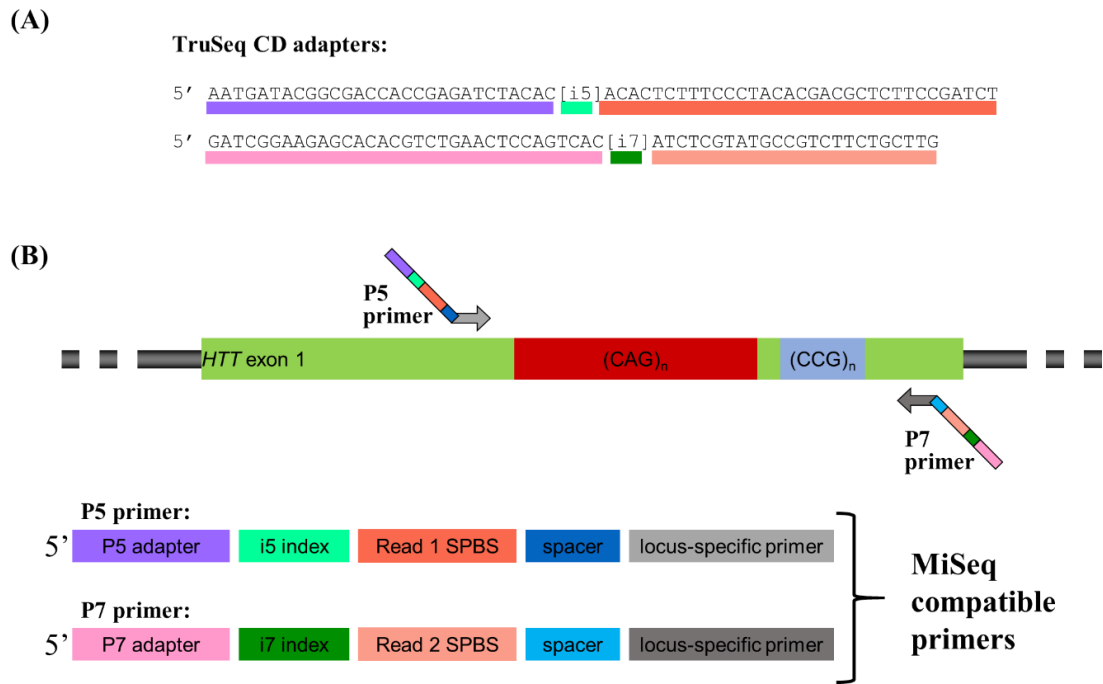 (A)
TruSeq CD adapters:
5’ AATGATACGGCGACCACCGAGATCTACAC[i5]ACACTCTTTCCCTACACGACGCTCTTCCGATCT
5’ GATCGGAAGAGCACACGTCTGAACTCCAGTCAC[i7]ATCTCGTATGCCGTCTTCTGCTTG
(B)
P5
primer
HTT exon 1
(CAG)n
(CCG)n
P7
primer
P5 primer:
5’ P5 adapter i5 index Read 1 SPBS spacer locus-specific primer
P7 primer:
5’ P7 adapter i7 index Read 2 SPBS spacer locus-specific primer
MiSeq
compatible
primers